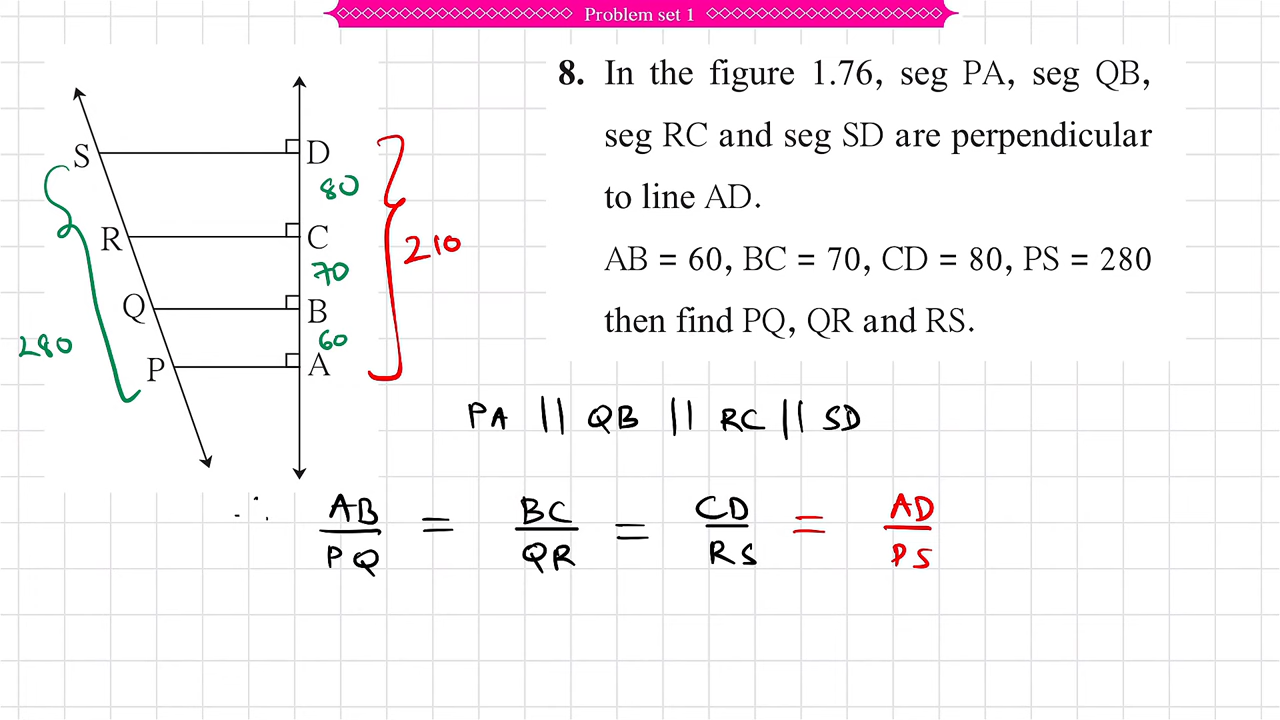 Problem set 1
8. In the figure 1.76, seg PA, seg QB,
seg RC and seg SD are perpendicular
to line AD.
AB = 60, BC = 70, CD = 80, PS = 280
then find PQ, QR and RS.
S D
80
R C
210
70
Q B
60
280
P A
PA || QB || RC || SD
∴ AB/PQ = BC/QR = CD/RS = AD/PS